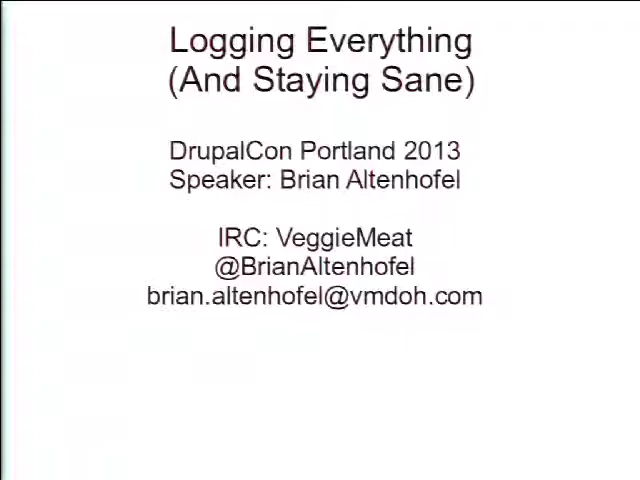 Logging Everything
(And Staying Sane)
DrupalCon Portland 2013
Speaker: Brian Altenhofel
IRC: VeggieMeat
@BrianAltenhofel
brian.altenhofel@vmdoh.com